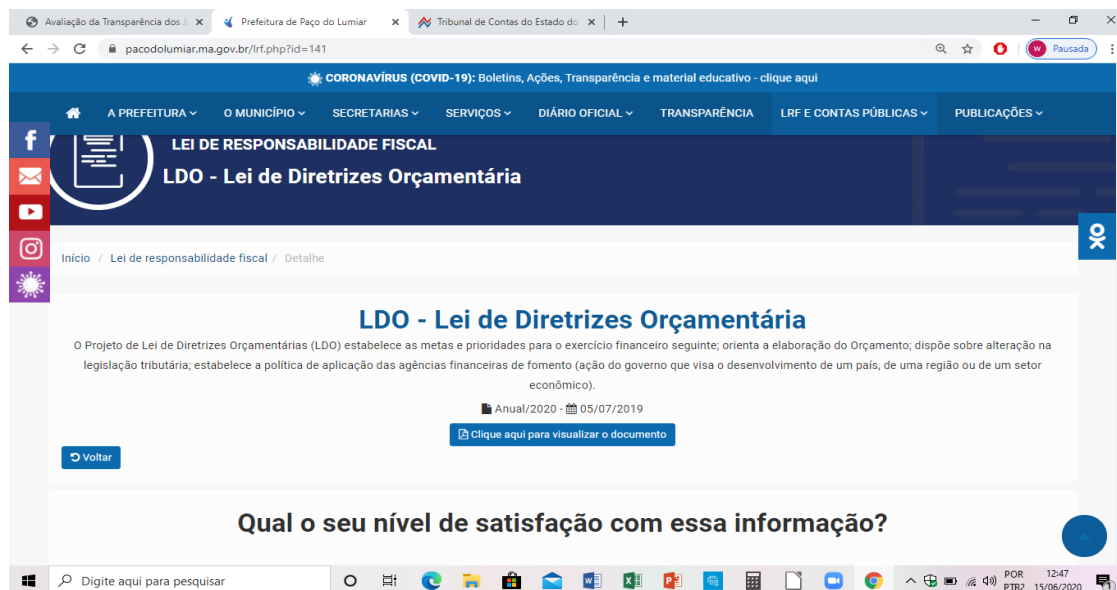 Avaliação da Transparência dos J
Prefeitura de Paço do Lumiar
Tribunal de Contas do Estado do
pacodolumiar.ma.gov.br/lrf.php?id=141
W Pausada
CORONAVÍRUS (COVID-19): Boletins, Ações, Transparência e material educativo - clique aqui
A PREFEITURA O MUNICÍPIO SECRETARIAS SERVIÇOS DIÁRIO OFICIAL TRANSPARÊNCIA LRF E CONTAS PÚBLICAS PUBLICAÇÕES
LEI DE RESPONSABILIDADE FISCAL
LDO - Lei de Diretrizes Orçamentária
Início / Lei de responsabilidade fiscal / Detalhe
LDO - Lei de Diretrizes Orçamentária
O Projeto de Lei de Diretrizes Orçamentárias (LDO) estabelece as metas e prioridades para o exercício financeiro seguinte; orienta a elaboração do Orçamento; dispõe sobre alteração na
legislação tributária; estabelece a política de aplicação das agências financeiras de fomento (ação do governo que visa o desenvolvimento de um país, de uma região ou de um setor
econômico).
Anual/2020 - 05/07/2019
Clique aqui para visualizar o documento
Voltar
Qual o seu nível de satisfação com essa informação?
Digite aqui para pesquisar
POR
PTB2
12:47
15/06/2020